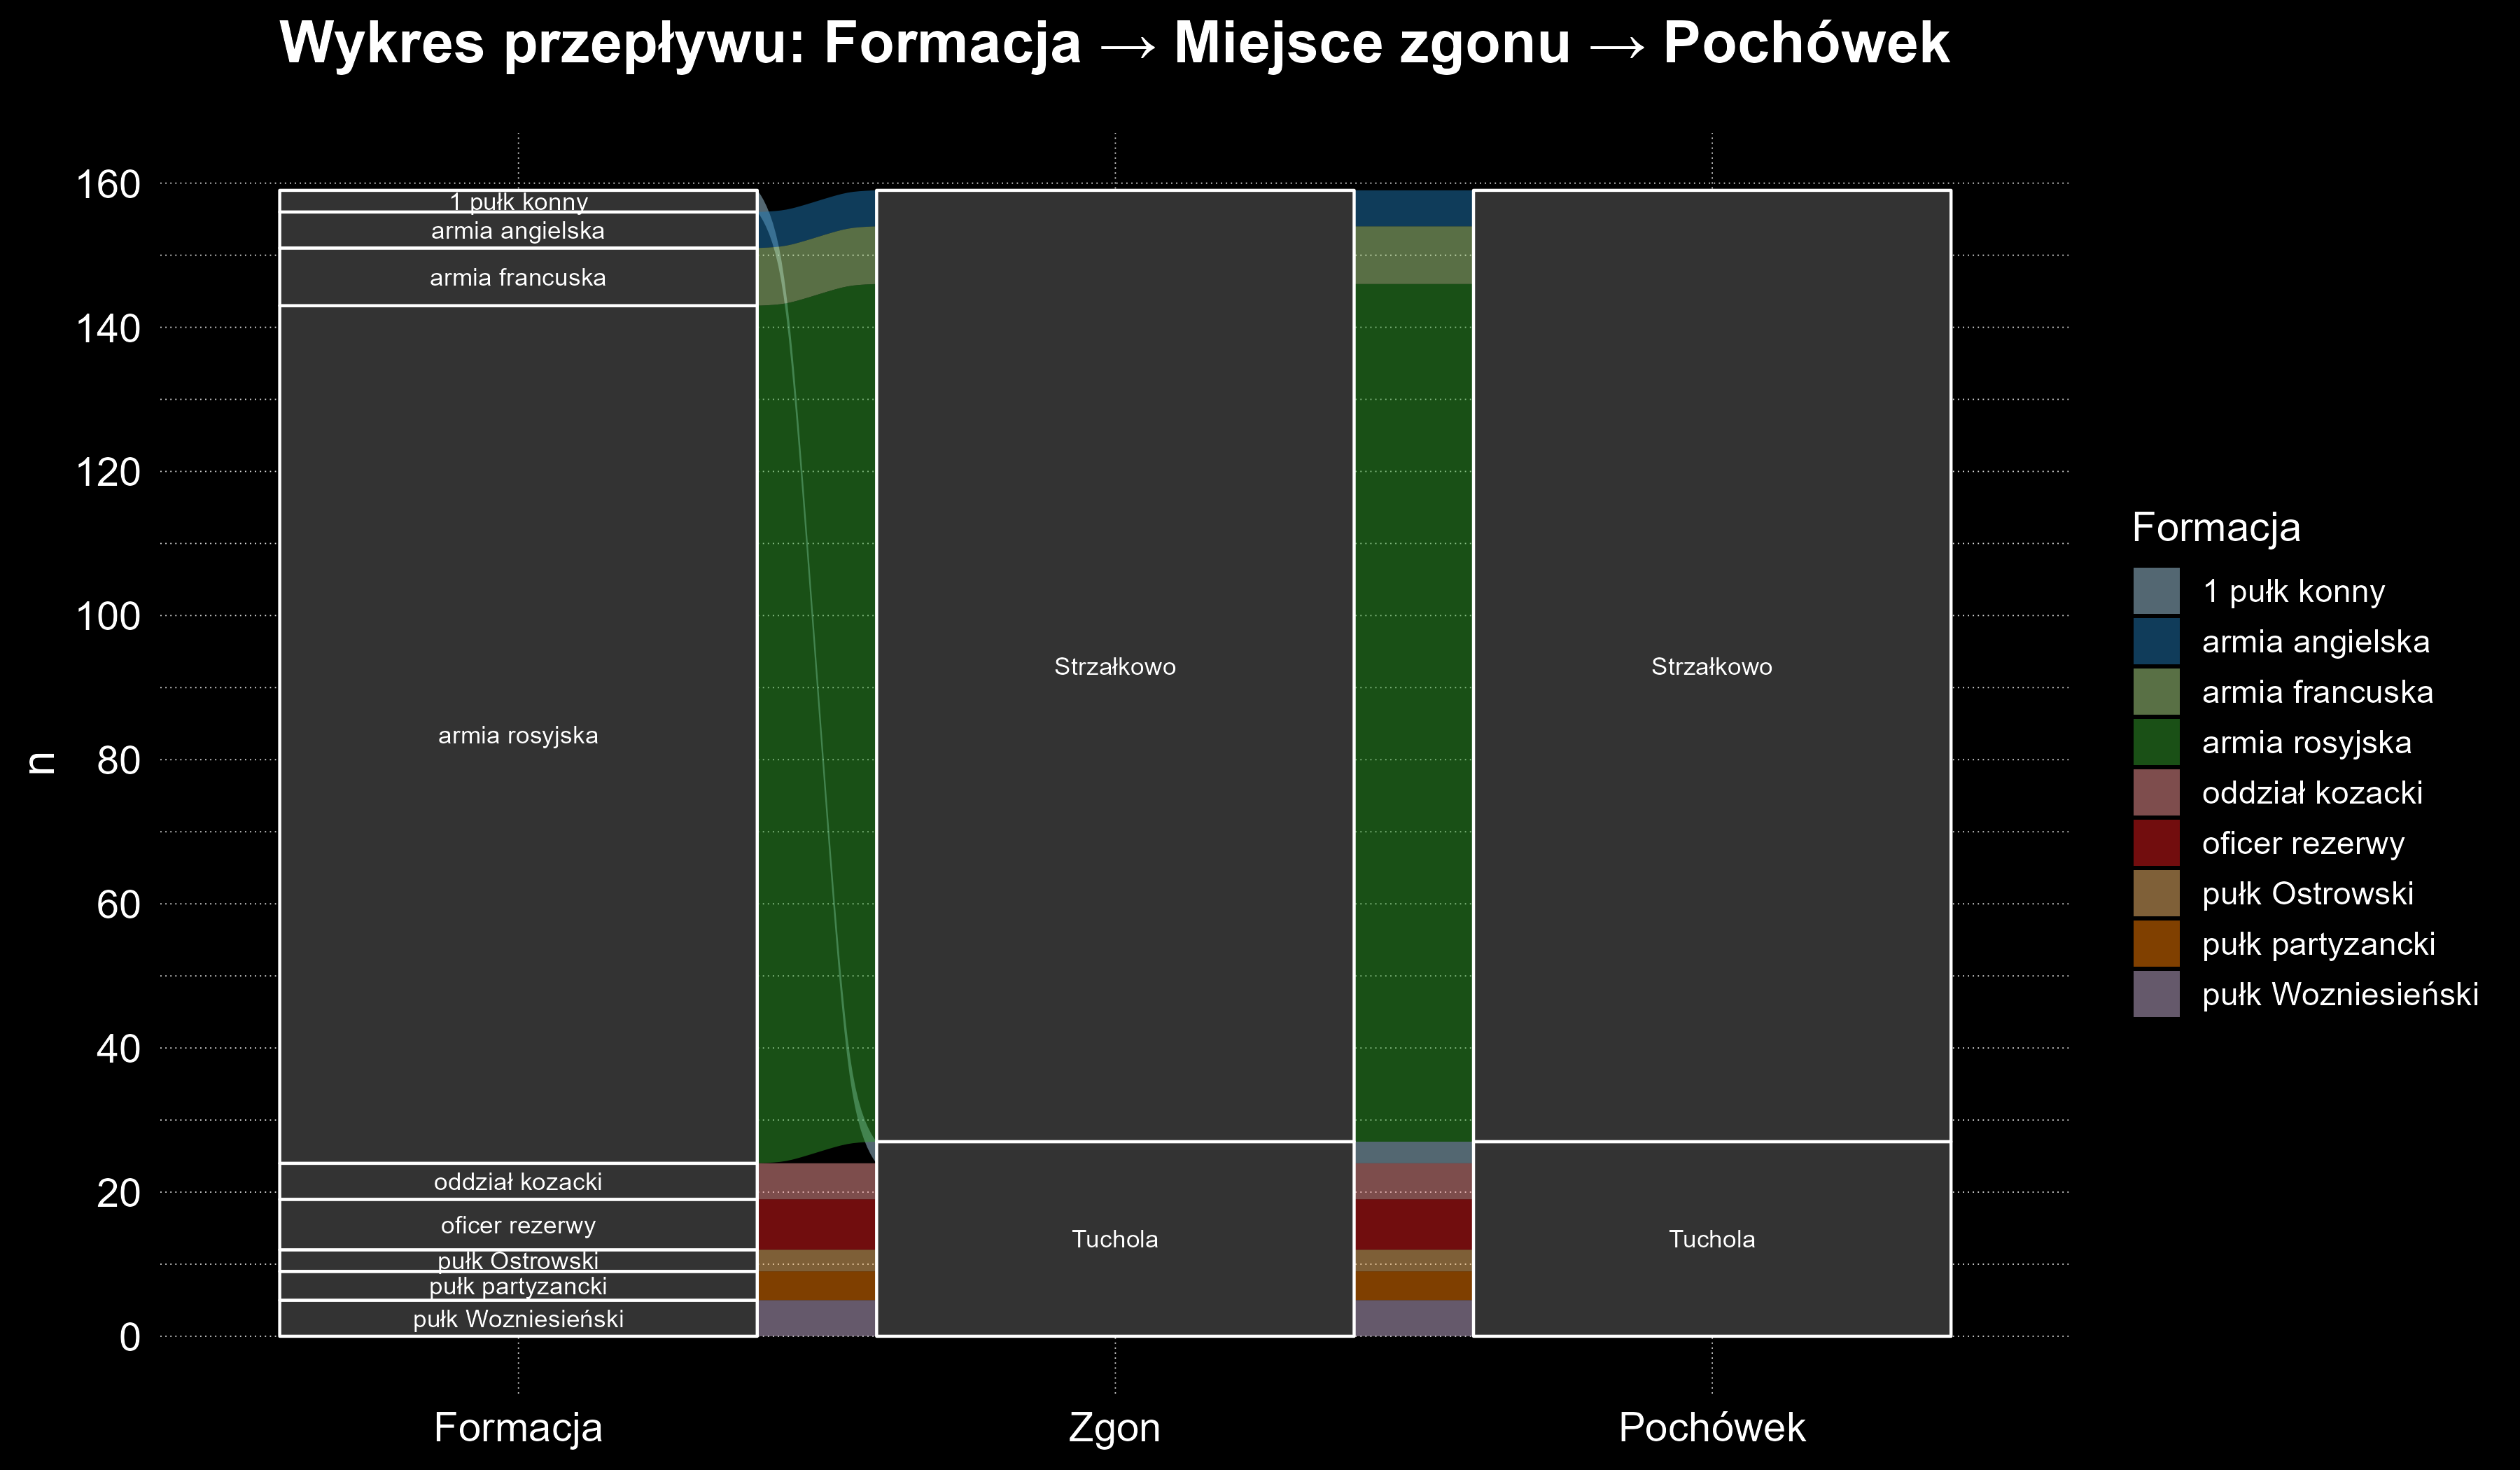 Wykres przepływu: Formacja → Miejsce zgonu → Pochówek
n
160
140
120
100
80
60
40
20
0
1 pułk konny
armia angielska
armia francuska
armia rosyjska
oddział kozacki
oficer rezerwy
pułk Ostrowski
pułk partyzancki
pułk Wozniesieński
Strzałkowo
Tuchola
Strzałkowo
Tuchola
Formacja
Zgon
Pochówek
Formacja
1 pułk konny
armia angielska
armia francuska
armia rosyjska
oddział kozacki
oficer rezerwy
pułk Ostrowski
pułk partyzancki
pułk Wozniesieński